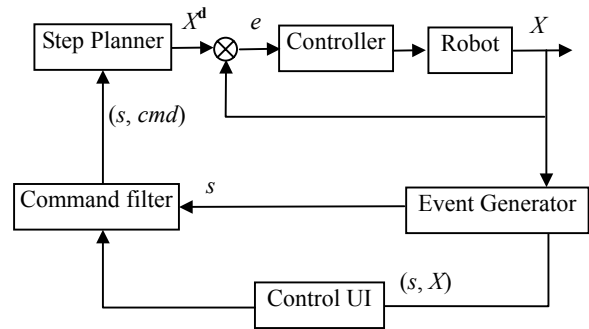 Step Planner
X^d
e
Controller
Robot
X
(s, cmd)
Command filter
s
Event Generator
(s, X)
Control UI